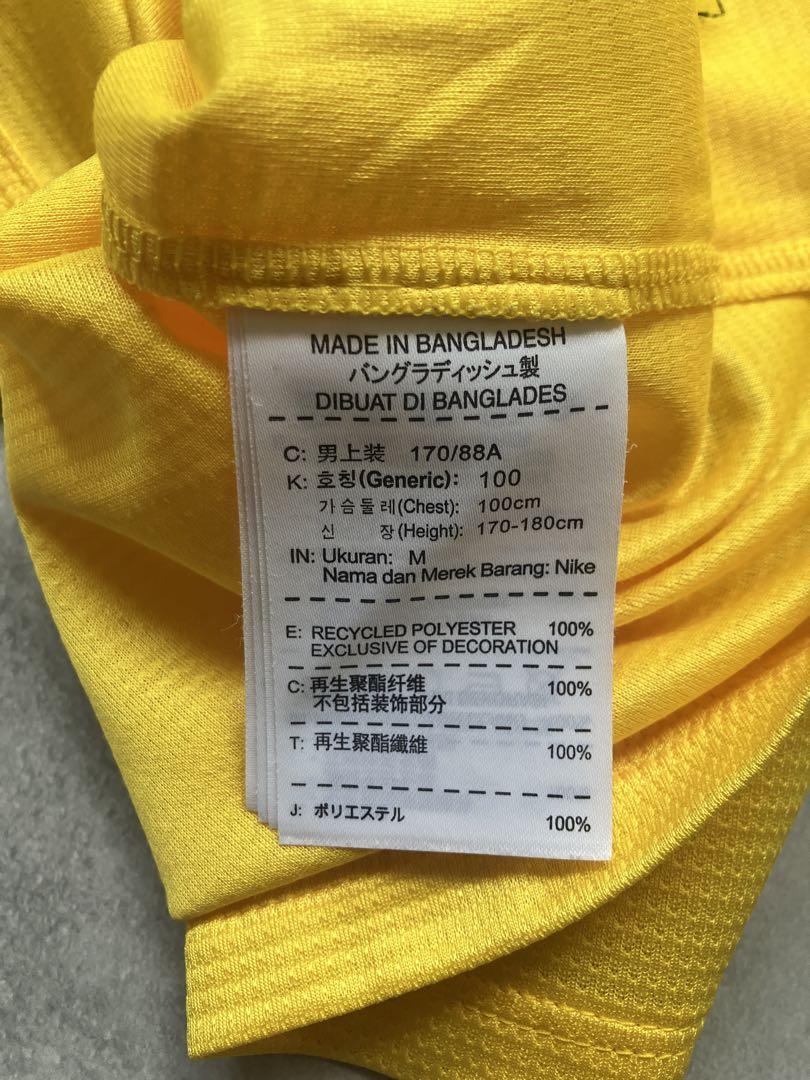 MADE IN BANGLADESH
バングラディッシュ製
DIBUAT DI BANGLADES
C: 男上装 170/88A
K: 호칭(Generic): 100
가슴둘레(Chest): 100cm
신 장(Height): 170-180cm
IN: Ukuran: M
Nama dan Merek Barang: Nike
E: RECYCLED POLYESTER 100%
EXCLUSIVE OF DECORATION
C: 再生聚酯纤维 100%
不包括装饰部分
T: 再生聚酯纖維 100%
J: ポリエステル 100%